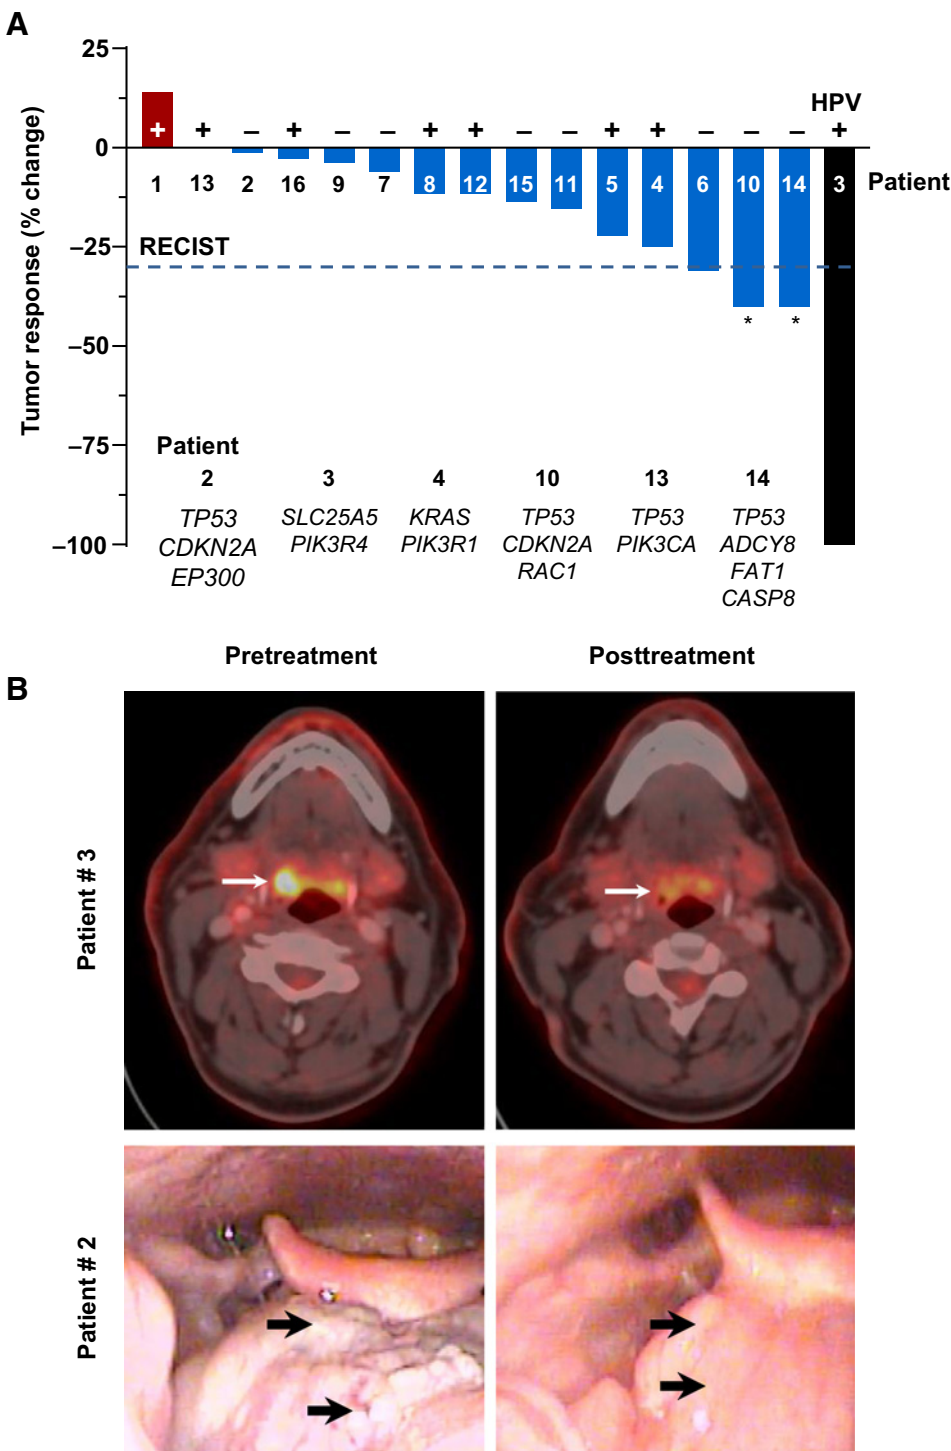 A
25
0
−25
−50
−75
−100
Tumor response (% change)
HPV
+ + – + – – + + – – + + – – – +
1 13 2 16 9 7 8 12 15 11 5 4 6 10 14 3 Patient
RECIST
* *
Patient
2 3 4 10 13 14
TP53 SLC25A5 KRAS TP53 TP53 TP53
CDKN2A PIK3R4 PIK3R1 CDKN2A PIK3CA ADCY8
EP300 RAC1 FAT1
CASP8
Pretreatment Posttreatment
B
Patient # 3
Patient # 2